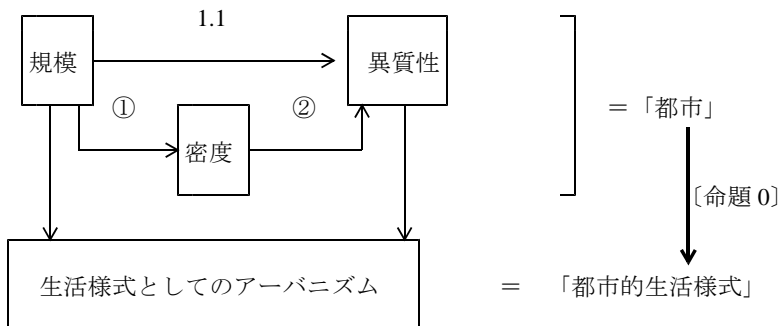 1.1
規模
異質性
① ②
密度
=「都市」
〔命題 0〕
生活様式としてのアーバニズム = 「都市的生活様式」